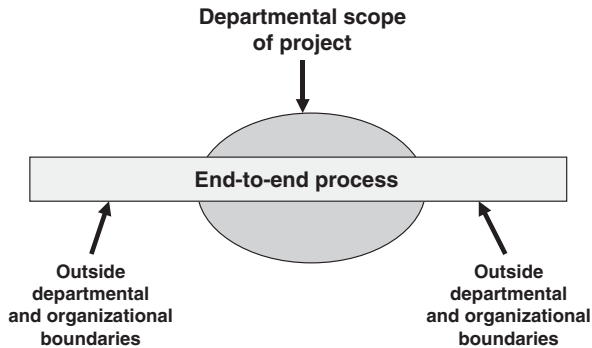 Departmental scope
of project
End-to-end process
Outside
departmental
and organizational
boundaries
Outside
departmental
and organizational
boundaries